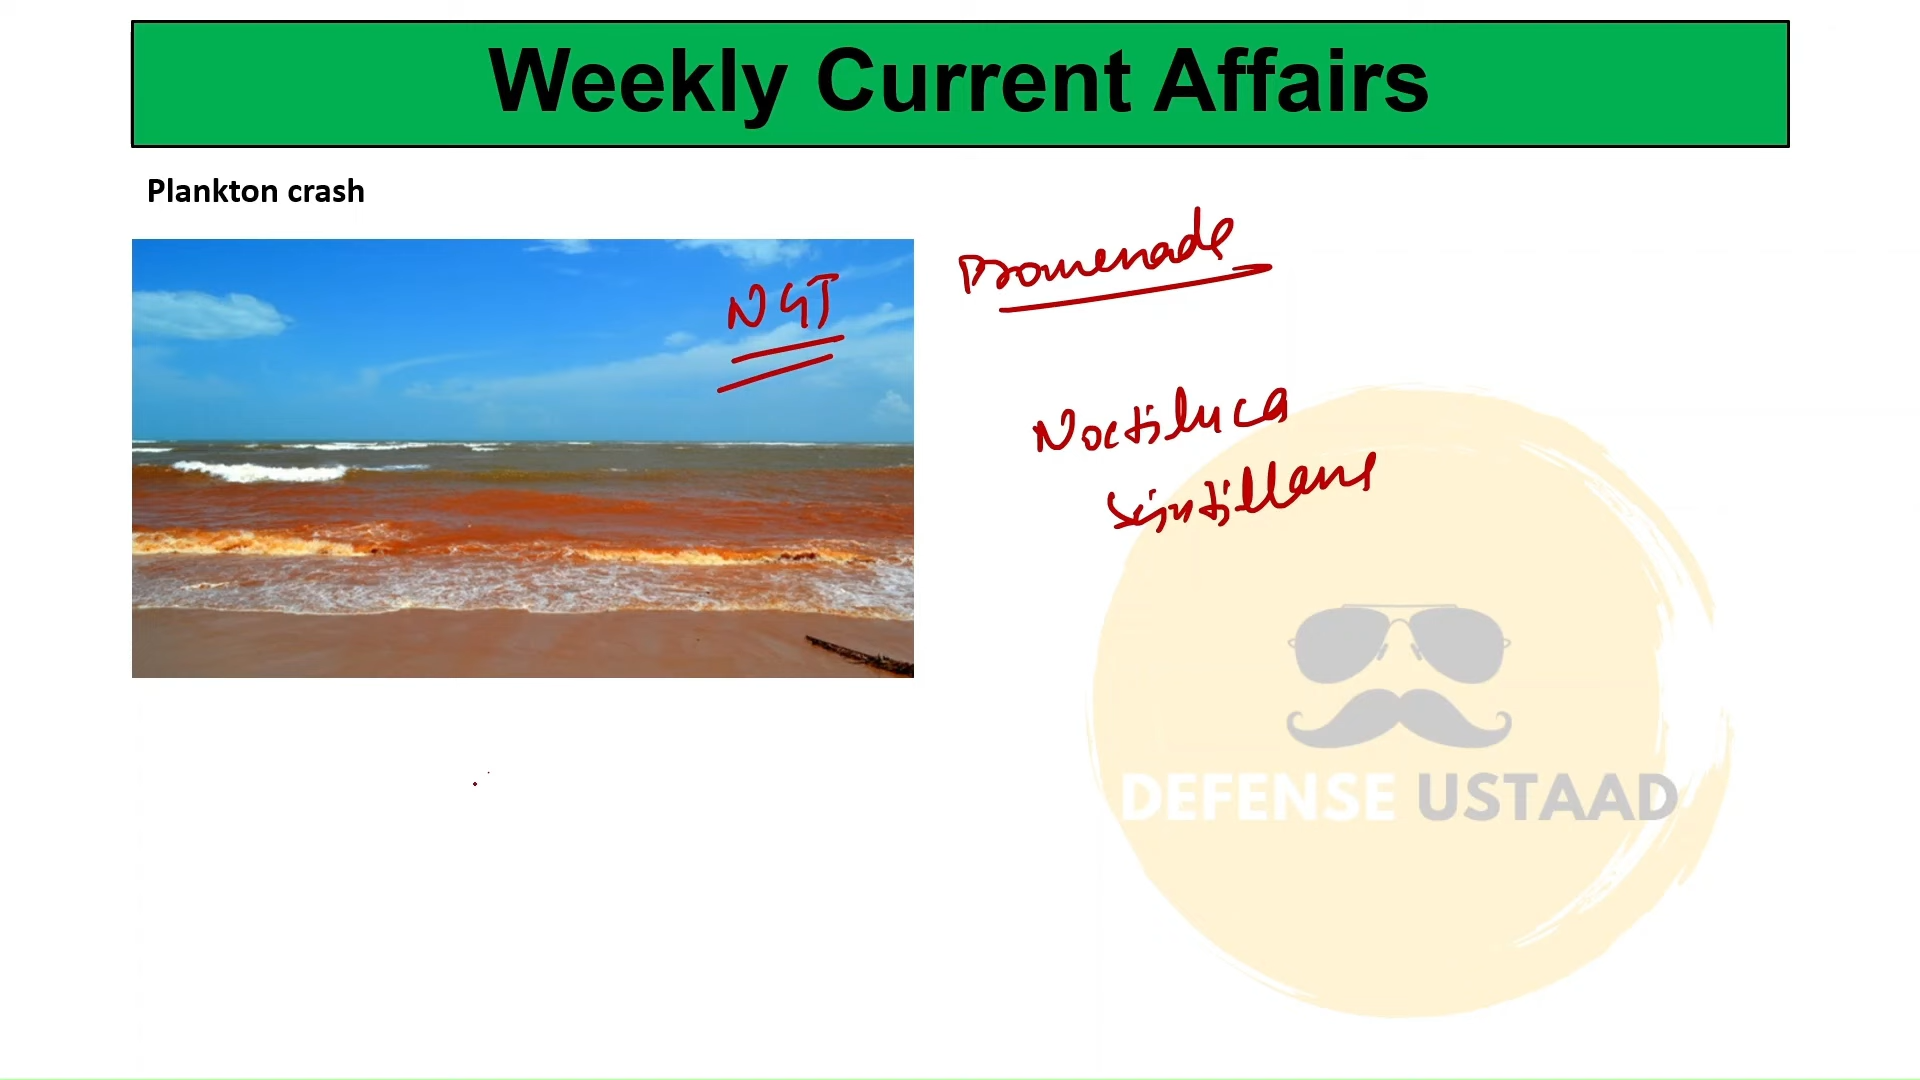 Weekly Current Affairs
Plankton crash
NGT
Promenade
Noctiluca
Scintillans
DEFENSE USTAAD